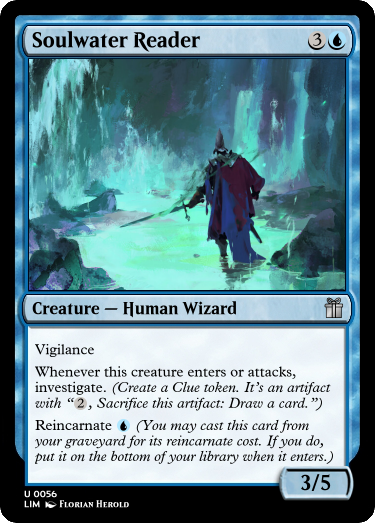 Soulwater Reader 3
Creature — Human Wizard
Vigilance
Whenever this creature enters or attacks,
investigate. (Create a Clue token. It's an artifact
with “2, Sacrifice this artifact: Draw a card.”)
Reincarnate (You may cast this card from
your graveyard for its reincarnate cost. If you do,
put it on the bottom of your library when it enters.)
3/5
U 0056
LIM Florian Herold